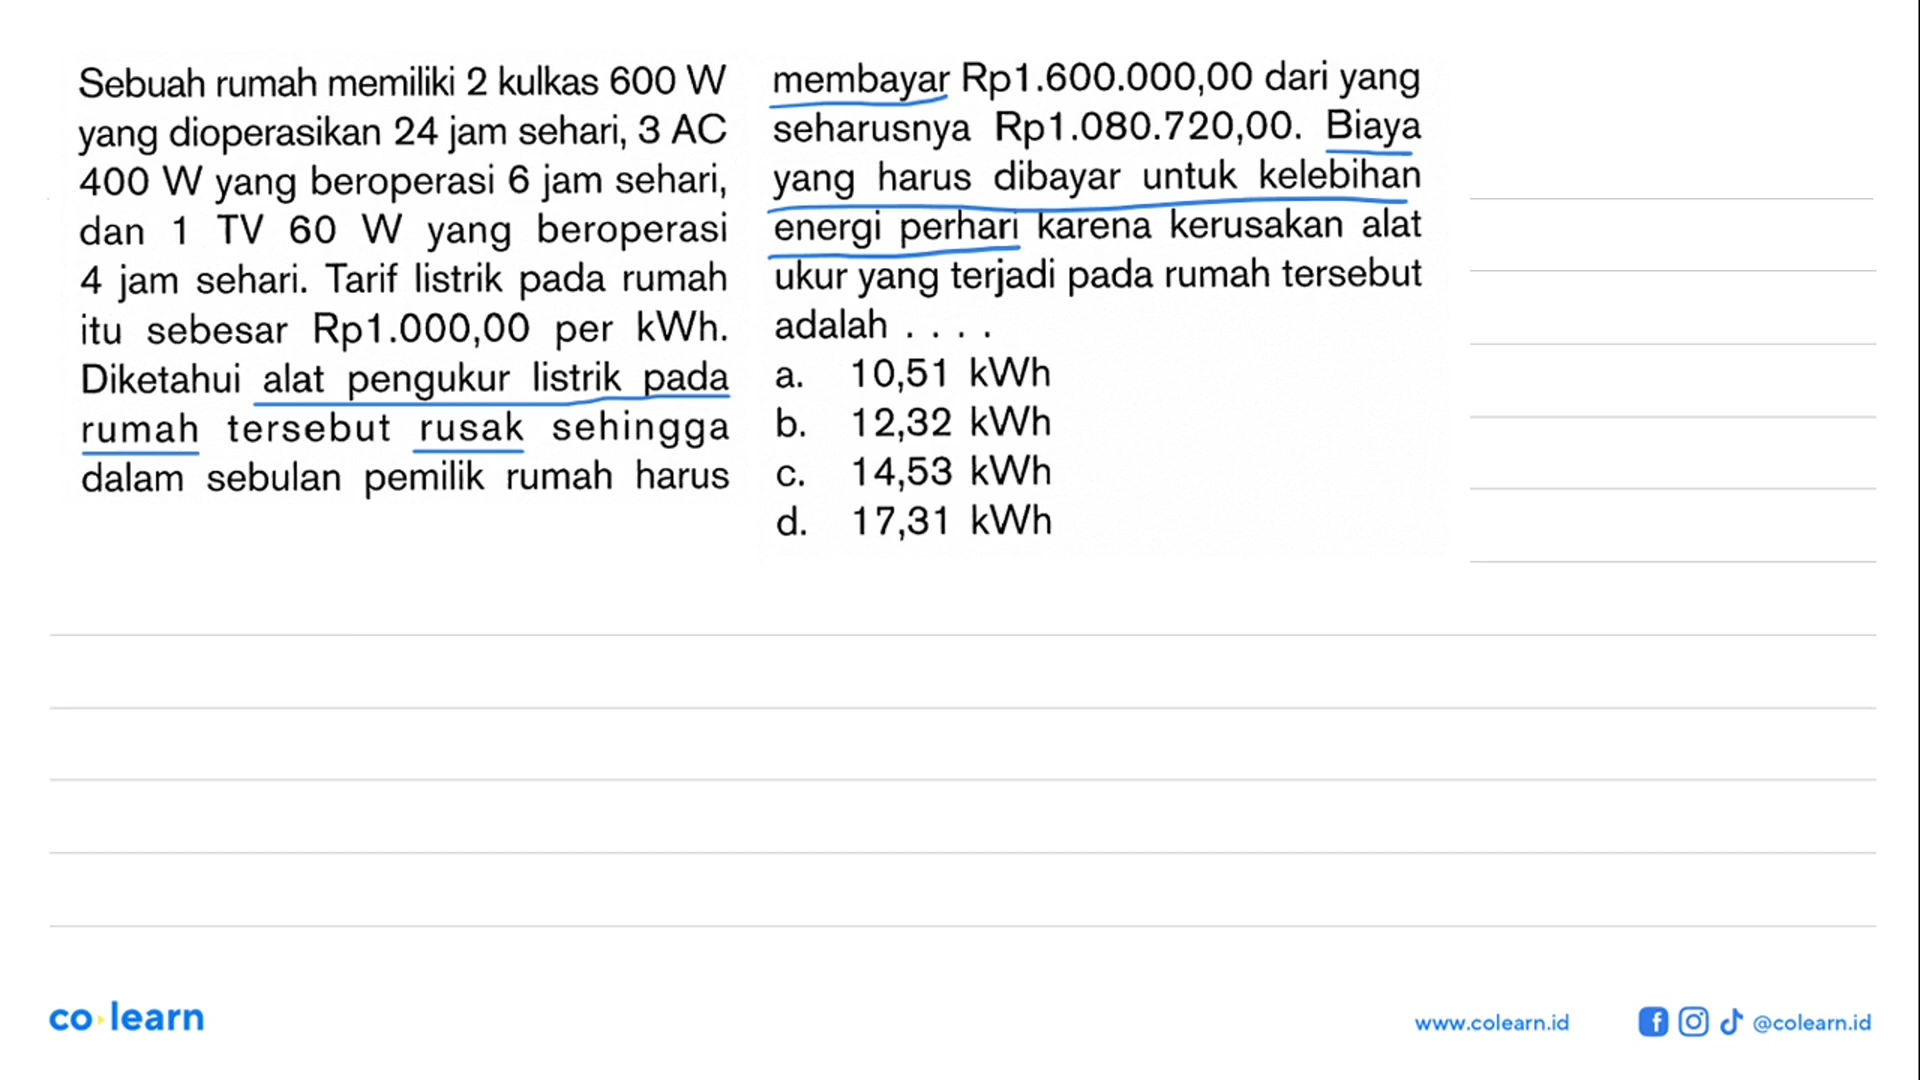 Sebuah rumah memiliki 2 kulkas 600 W
yang dioperasikan 24 jam sehari, 3 AC
400 W yang beroperasi 6 jam sehari,
dan 1 TV 60 W yang beroperasi
4 jam sehari. Tarif listrik pada rumah
itu sebesar Rp1.000,00 per kWh.
Diketahui alat pengukur listrik pada
rumah tersebut rusak sehingga
dalam sebulan pemilik rumah harus
membayar Rp1.600.000,00 dari yang
seharusnya Rp1.080.720,00. Biaya
yang harus dibayar untuk kelebihan
energi perhari karena kerusakan alat
ukur yang terjadi pada rumah tersebut
adalah . . . .
a. 10,51 kWh
b. 12,32 kWh
c. 14,53 kWh
d. 17,31 kWh
co learn
www.colearn.id
@colearn.id